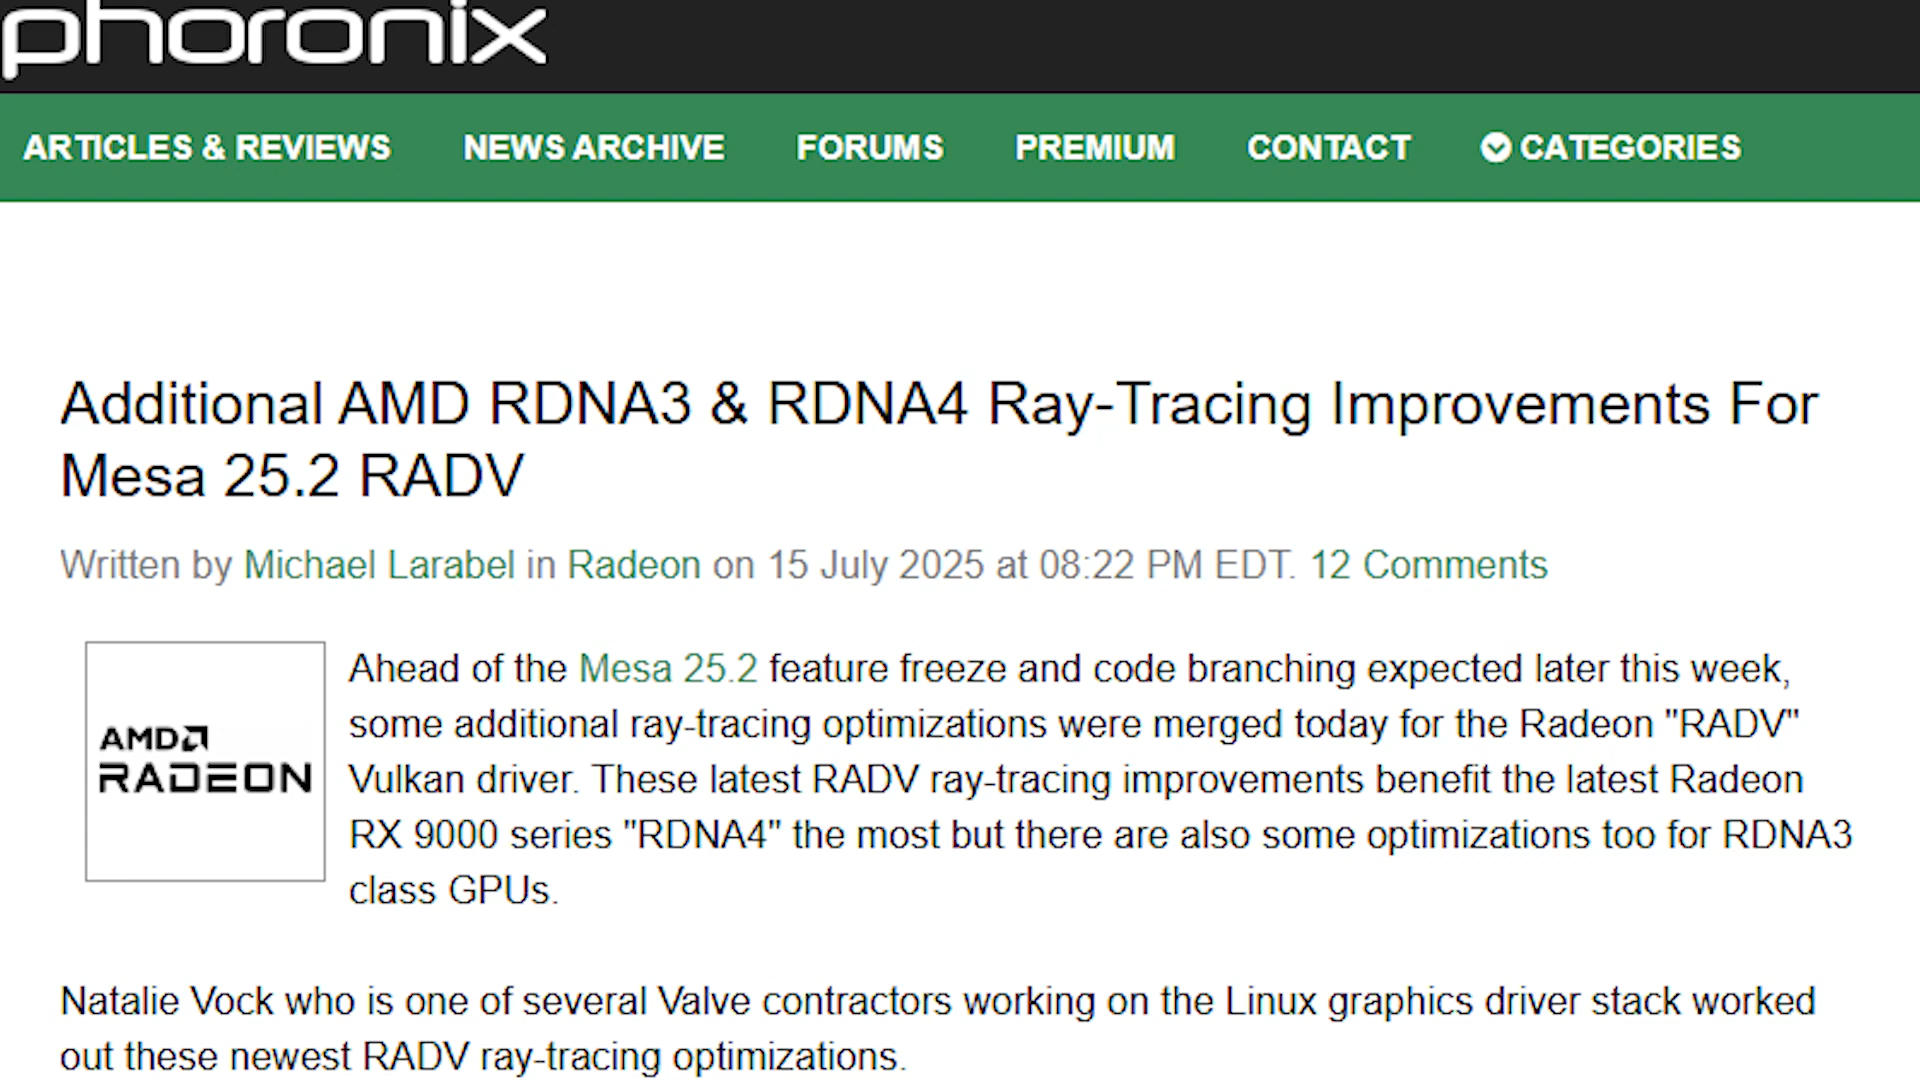 phoronix
ARTICLES & REVIEWS NEWS ARCHIVE FORUMS PREMIUM CONTACT CATEGORIES
Additional AMD RDNA3 & RDNA4 Ray-Tracing Improvements For
Mesa 25.2 RADV
Written by Michael Larabel in Radeon on 15 July 2025 at 08:22 PM EDT. 12 Comments
AMD
RADEON
Ahead of the Mesa 25.2 feature freeze and code branching expected later this week,
some additional ray-tracing optimizations were merged today for the Radeon "RADV"
Vulkan driver. These latest RADV ray-tracing improvements benefit the latest Radeon
RX 9000 series "RDNA4" the most but there are also some optimizations too for RDNA3
class GPUs.
Natalie Vock who is one of several Valve contractors working on the Linux graphics driver stack worked
out these newest RADV ray-tracing optimizations.